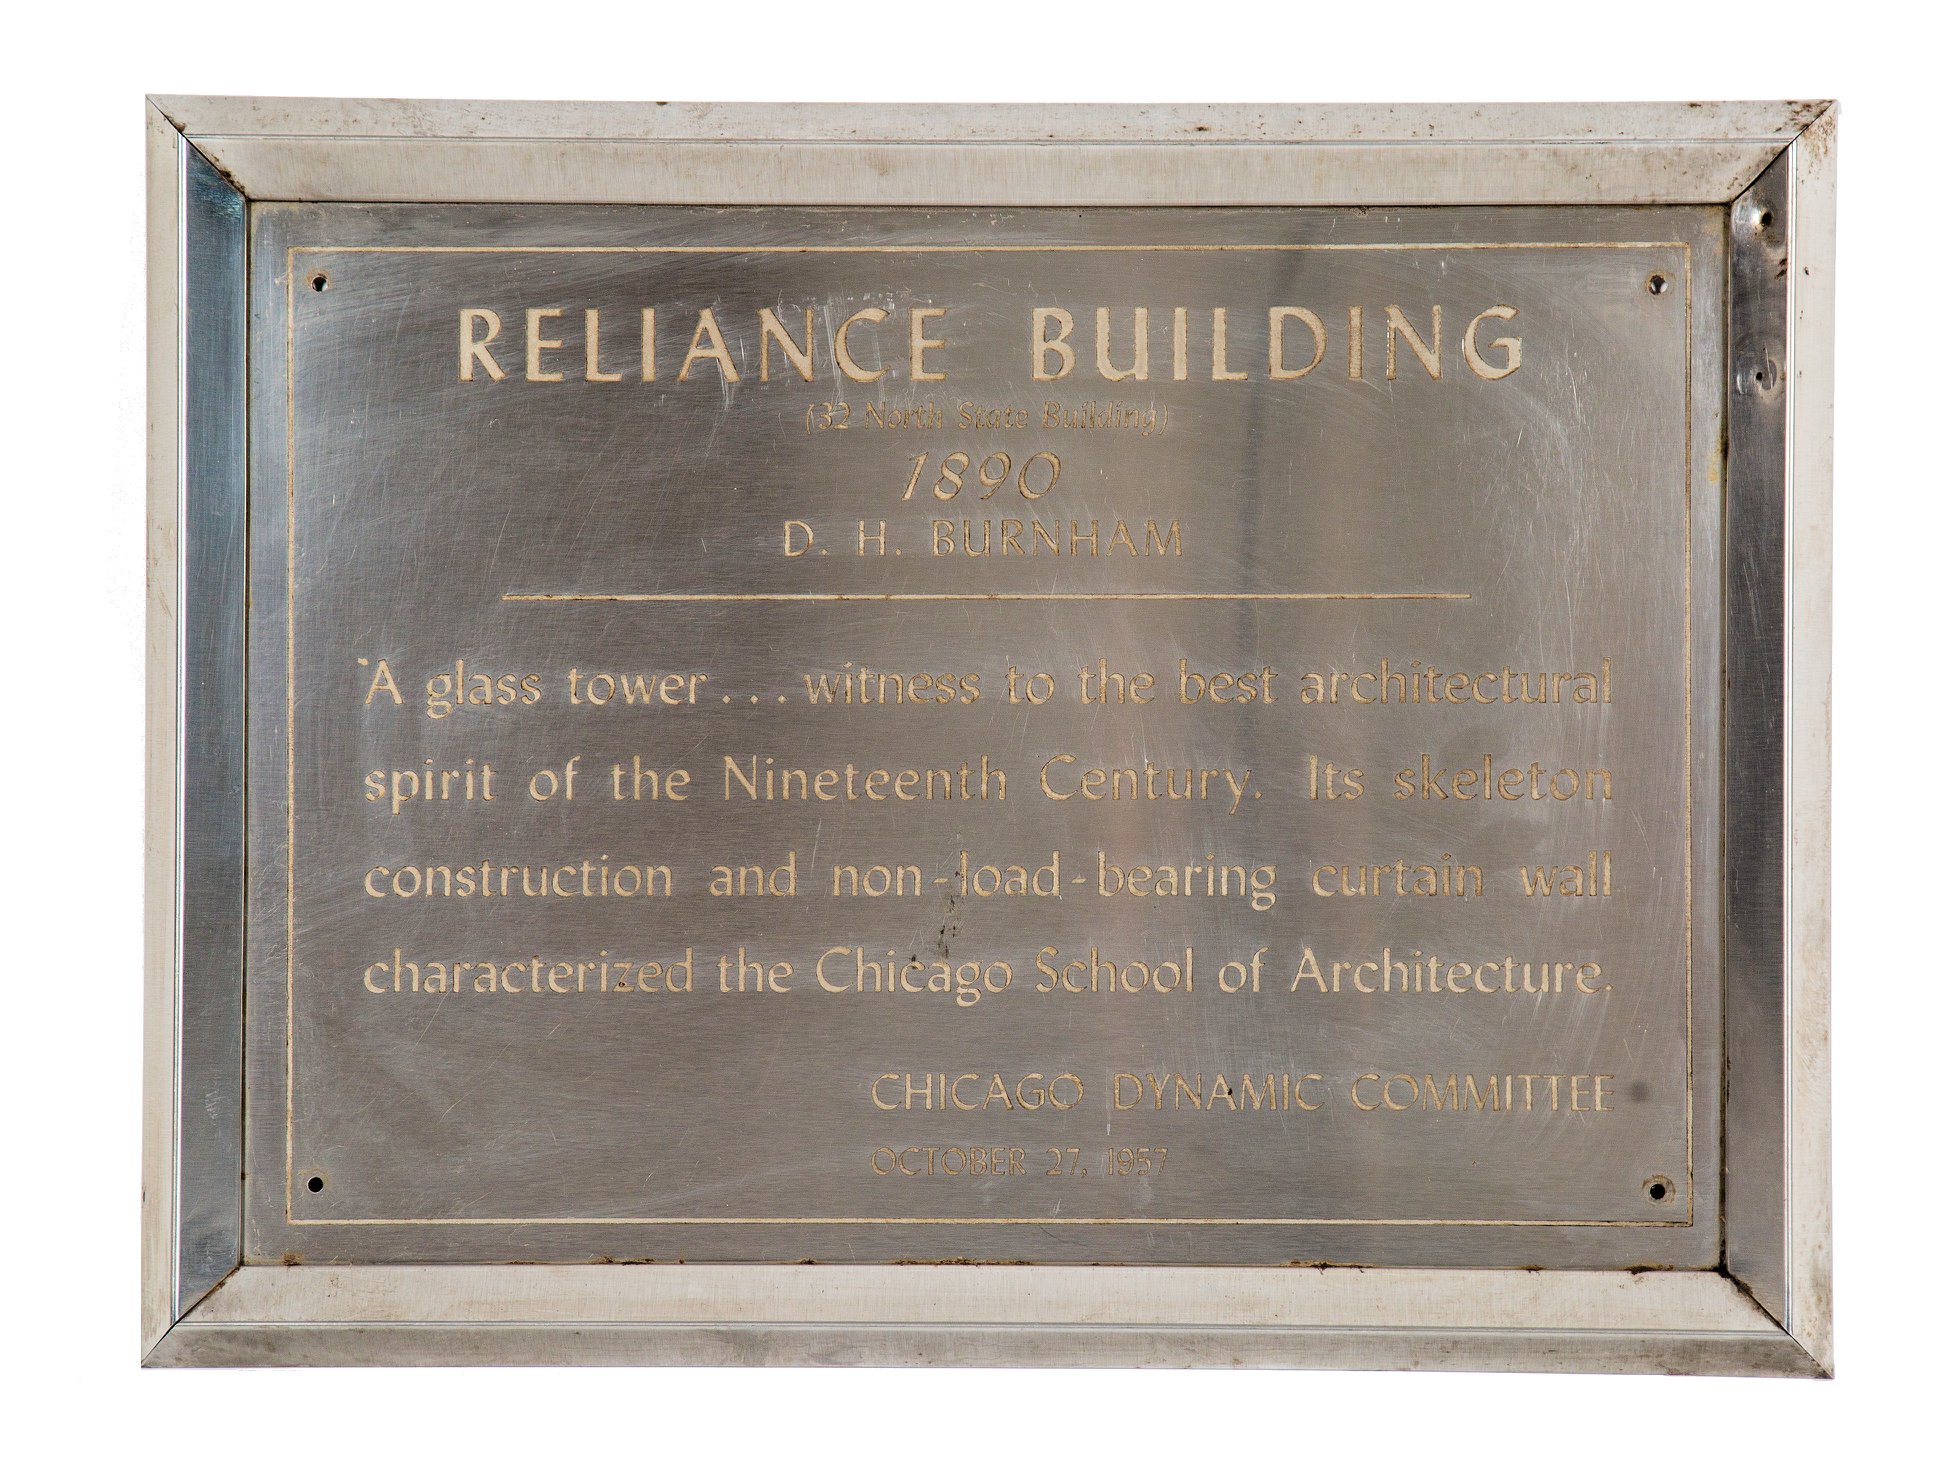 RELIANCE BUILDING
(32 North State Building)
1890
D. H. BURNHAM
'A glass tower . . . witness to the best architectural
spirit of the Nineteenth Century. Its skeleton
construction and non-load-bearing curtain wall
characterized the Chicago School of Architecture.
CHICAGO DYNAMIC COMMITTEE
OCTOBER 27, 1957